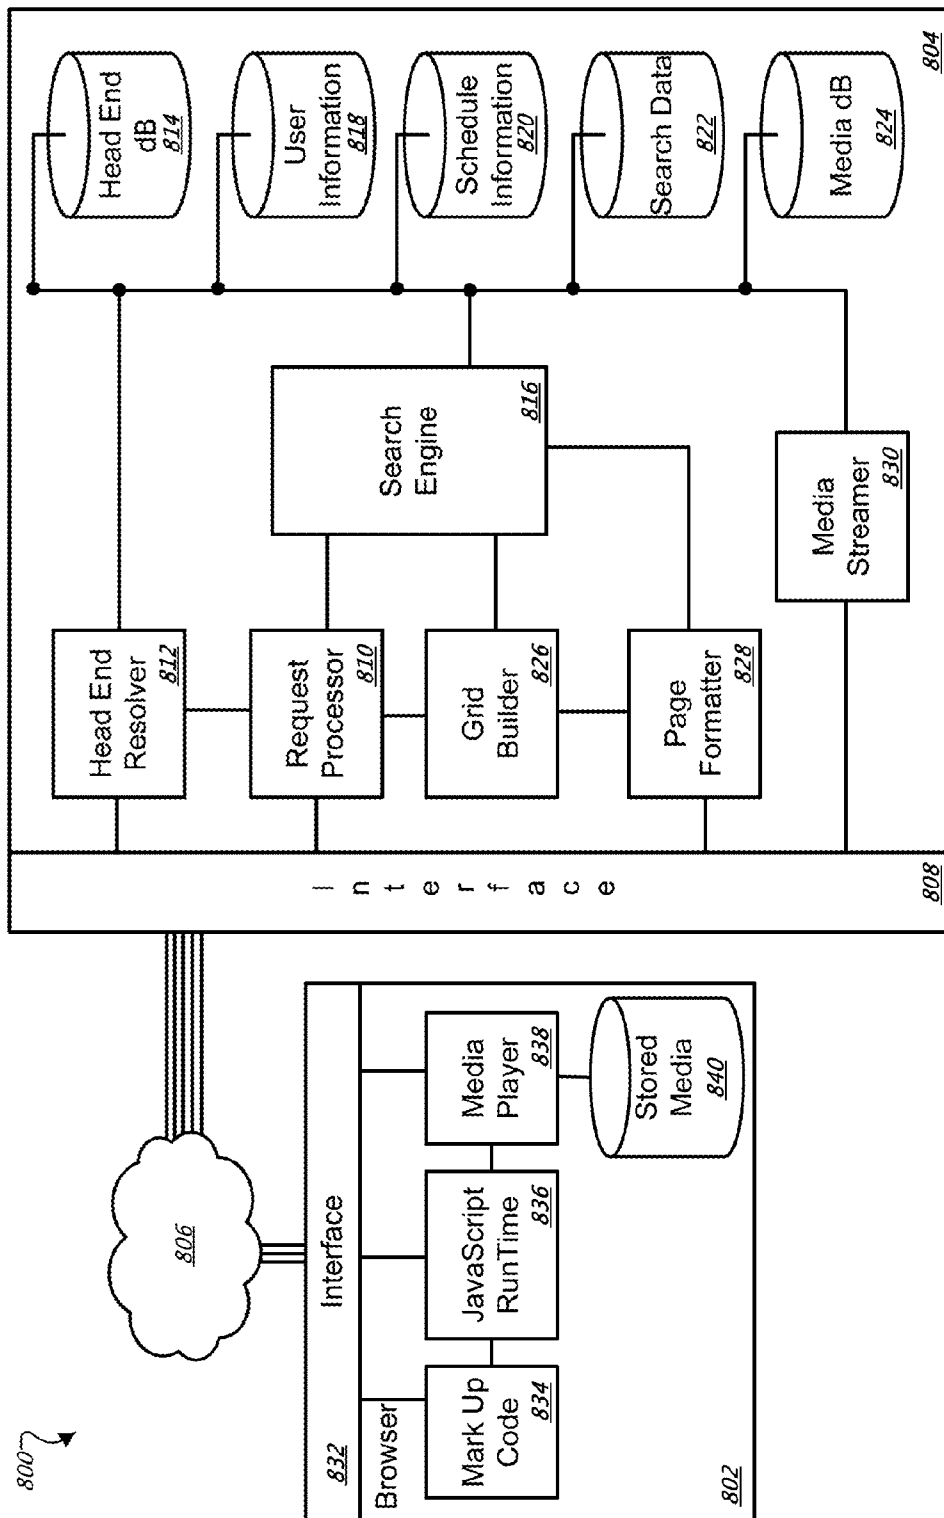 800
806
832
Interface
Browser
Mark Up
Code
834
JavaScript
RunTime
836
Media
Player
838
Stored
Media
840
802
Interface
808
Head End
Resolver
812
Request
Processor
810
Grid
Builder
826
Page
Formatter
828
Search
Engine
816
Media
Streamer
830
Head End
dB
814
User
Information
818
Schedule
Information
820
Search Data
822
Media dB
824
804